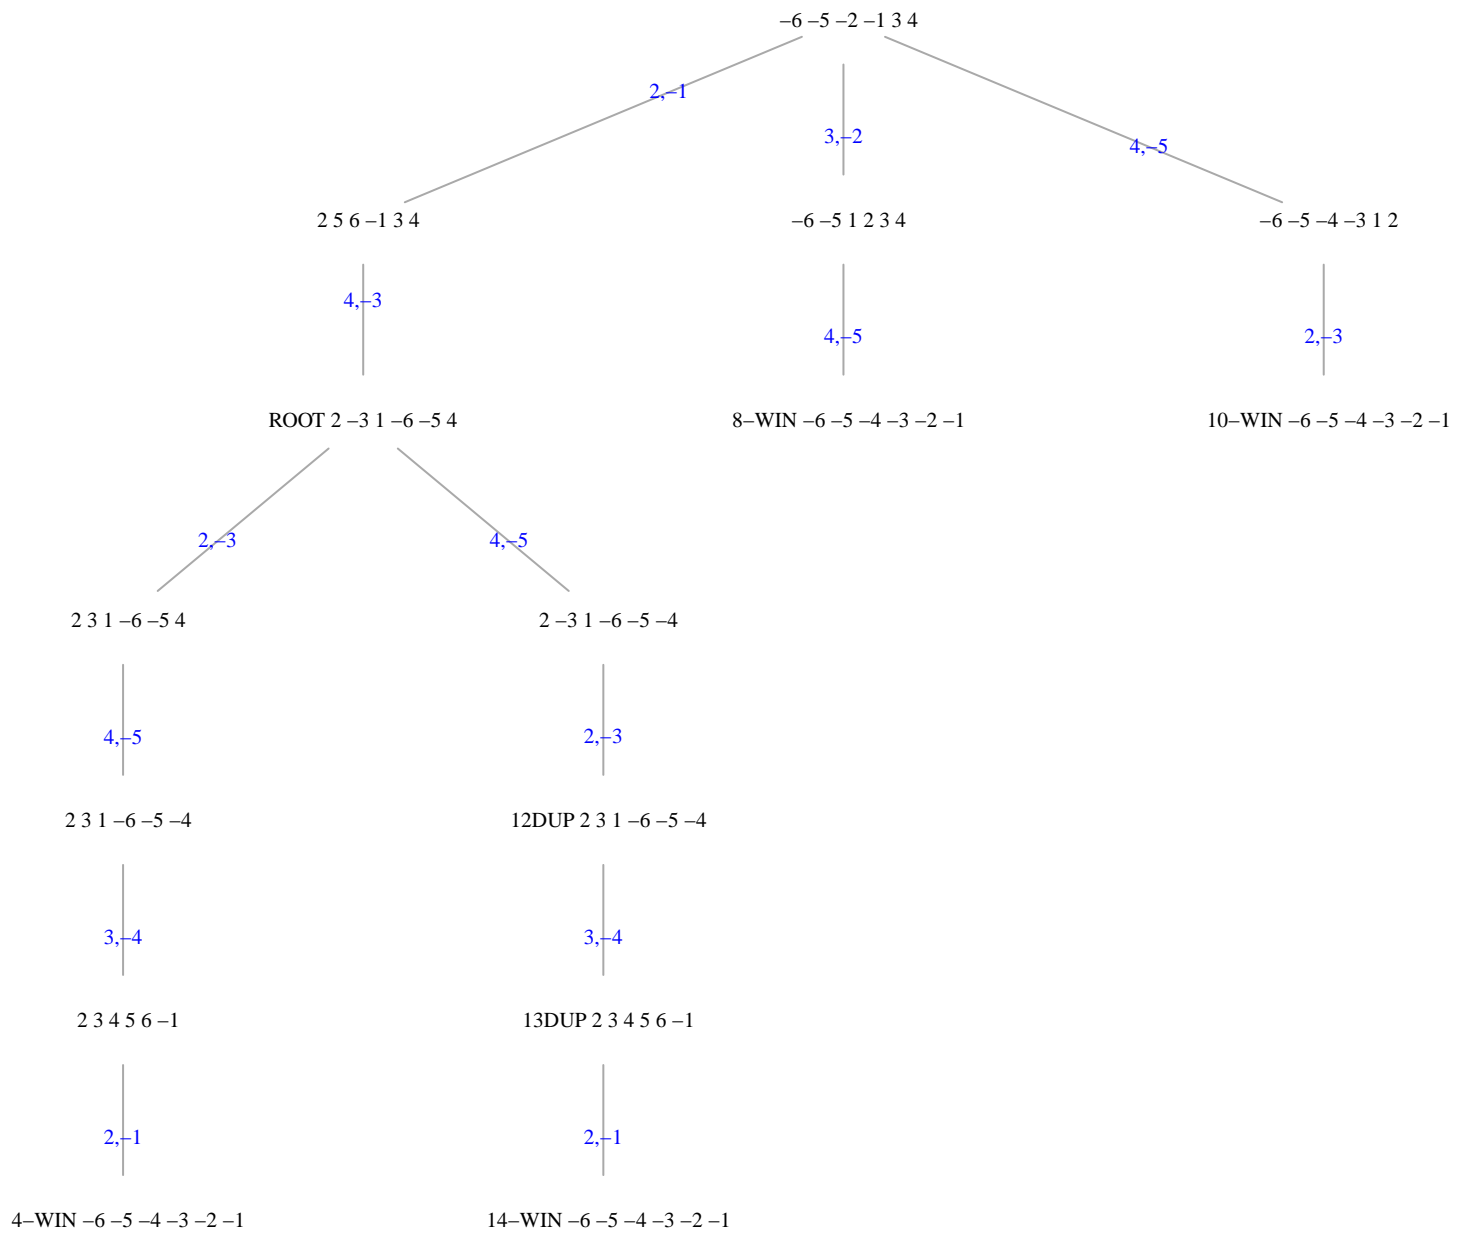 −6 −5 −2 −1 3 4
2,−1
3,−2
4,−5
2 5 6 −1 3 4
−6 −5 1 2 3 4
−6 −5 −4 −3 1 2
4,−3
4,−5
2,−3
ROOT 2 −3 1 −6 −5 4
8−WIN −6 −5 −4 −3 −2 −1
10−WIN −6 −5 −4 −3 −2 −1
2,−3
4,−5
2 3 1 −6 −5 4
2 −3 1 −6 −5 −4
4,−5
2,−3
2 3 1 −6 −5 −4
12DUP 2 3 1 −6 −5 −4
3,−4
3,−4
2 3 4 5 6 −1
13DUP 2 3 4 5 6 −1
2,−1
2,−1
4−WIN −6 −5 −4 −3 −2 −1
14−WIN −6 −5 −4 −3 −2 −1